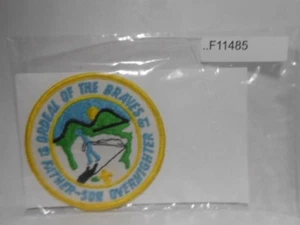 ..F11485
ORDEAL OF THE BRAVES &
FATHER-SON OVERNIGHTER